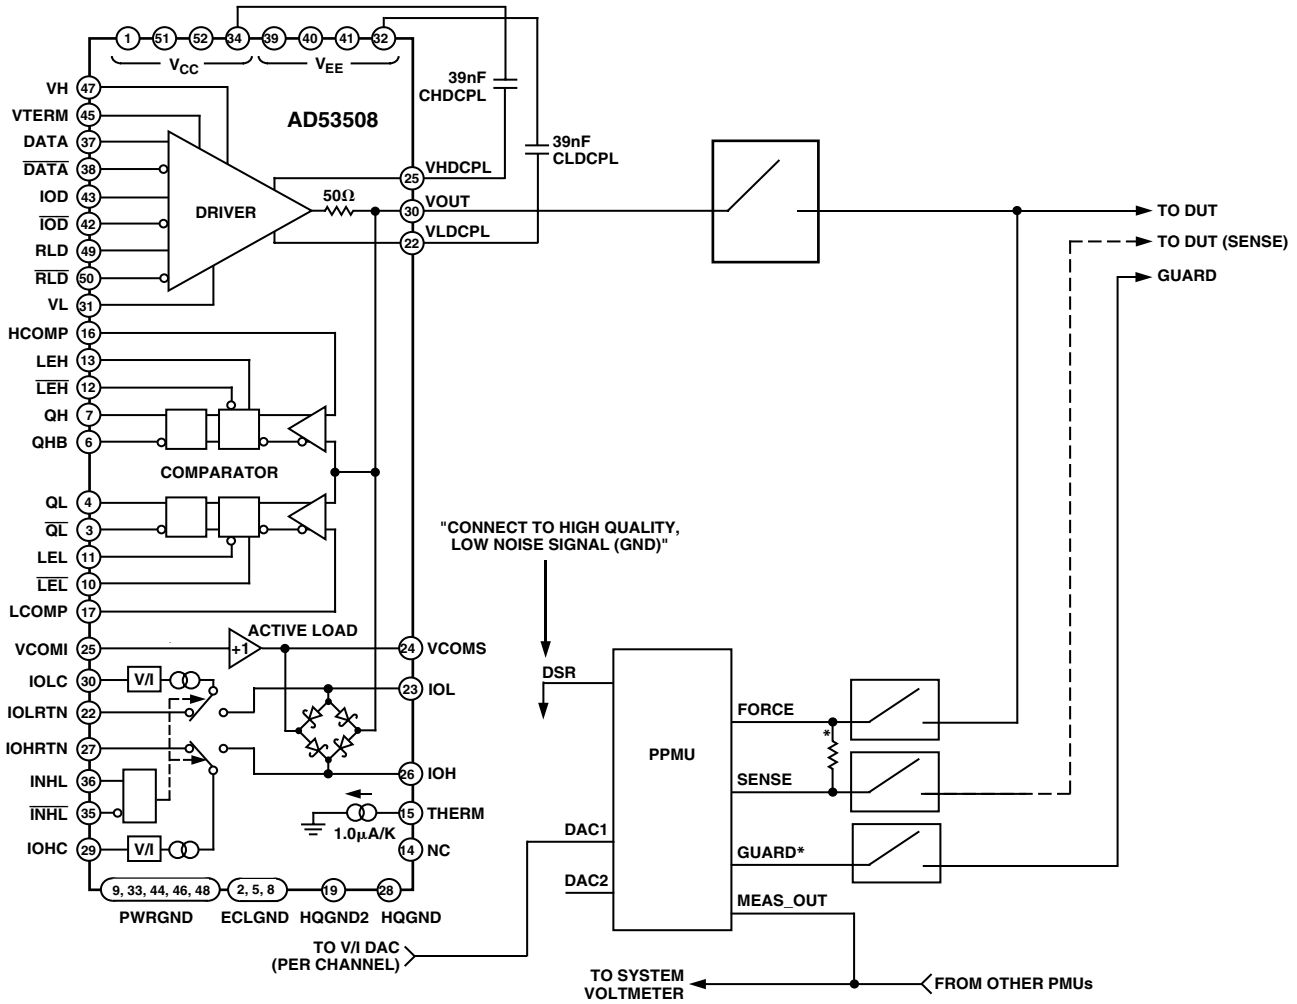 1 51 52 34 39 40 41 32
VCC VEE
39nF
CHDCPL
39nF
CLDCPL
AD53508
VH 47
VTERM 45
DATA 37
DATA 38
IOD 43
IOD 42
RLD 49
RLD 50
VL 31
DRIVER
50Ω
25 VHDCPL
30 VOUT
22 VLDCPL
TO DUT
TO DUT (SENSE)
GUARD
HCOMP 16
LEH 13
LEH 12
QH 7
QHB 6
COMPARATOR
QL 4
QL 3
LEL 11
LEL 10
LCOMP 17
"CONNECT TO HIGH QUALITY,
LOW NOISE SIGNAL (GND)"
VCOMI 25
+1
ACTIVE LOAD
24 VCOMS
IOLC 30
V/I
IOLRTN 22
23 IOL
IOHRTN 27
INHL 36
26 IOH
INHL 35
1.0µA/K
15 THERM
IOHC 29
V/I
14 NC
9, 33, 44, 46, 48
2, 5, 8
19
28
PWRGND ECLGND HQGND2 HQGND
DSR
PPMU
FORCE
*
SENSE
GUARD*
MEAS_OUT
DAC1
DAC2
TO V/I DAC
(PER CHANNEL)
TO SYSTEM
VOLTMETER
FROM OTHER PMUs